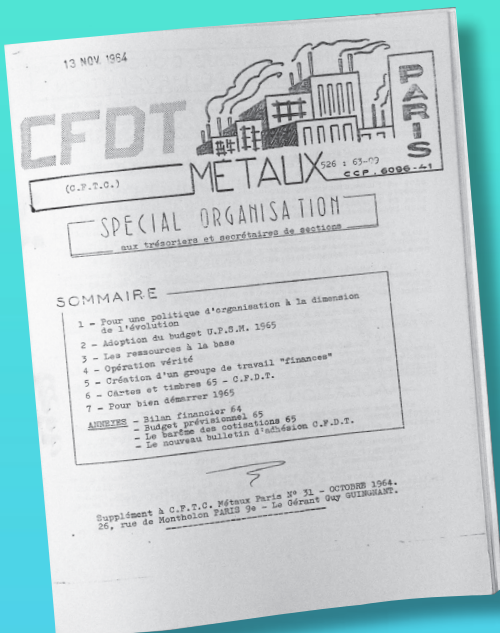 13 NOV. 1964
CFDT
PARIS
(C.F.T.C.)
MÉTAUX
526 : 63-09
CCP. 6096-41
SPECIAL ORGANISATION
aux trésoriers et secrétaires de sections
SOMMAIRE
1 - Pour une politique d'organisation à la dimension
de l'évolution
2 - Adoption du budget U.P.S.M. 1965
3 - Les ressources à la base
4 - Opération vérité
5 - Création d'un groupe de travail "finances"
6 - Cartes et timbres 65 - C.F.D.T.
7 - Pour bien démarrer 1965
ANNEXES - Bilan financier 64
- Budget prévisionnel 65
- Le barême des cotisations 65
- Le nouveau bulletin d'adhésion C.F.D.T.
Supplément à C.F.T.C. Métaux Paris N° 31 - OCTOBRE 1964.
26, rue de Montholon PARIS 9e - Le Gérant Guy GUINGHANT.